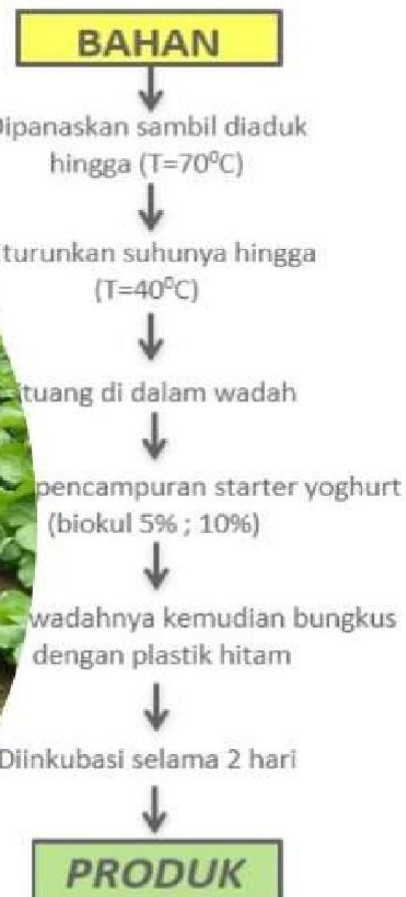 BAHAN
Dipanaskan sambil diaduk
hingga (T=70⁰C)
turunkan suhunya hingga
(T=40⁰C)
ituang di dalam wadah
pencampuran starter yoghurt
(biokul 5% ; 10%)
wadahnya kemudian bungkus
dengan plastik hitam
Diinkubasi selama 2 hari
PRODUK